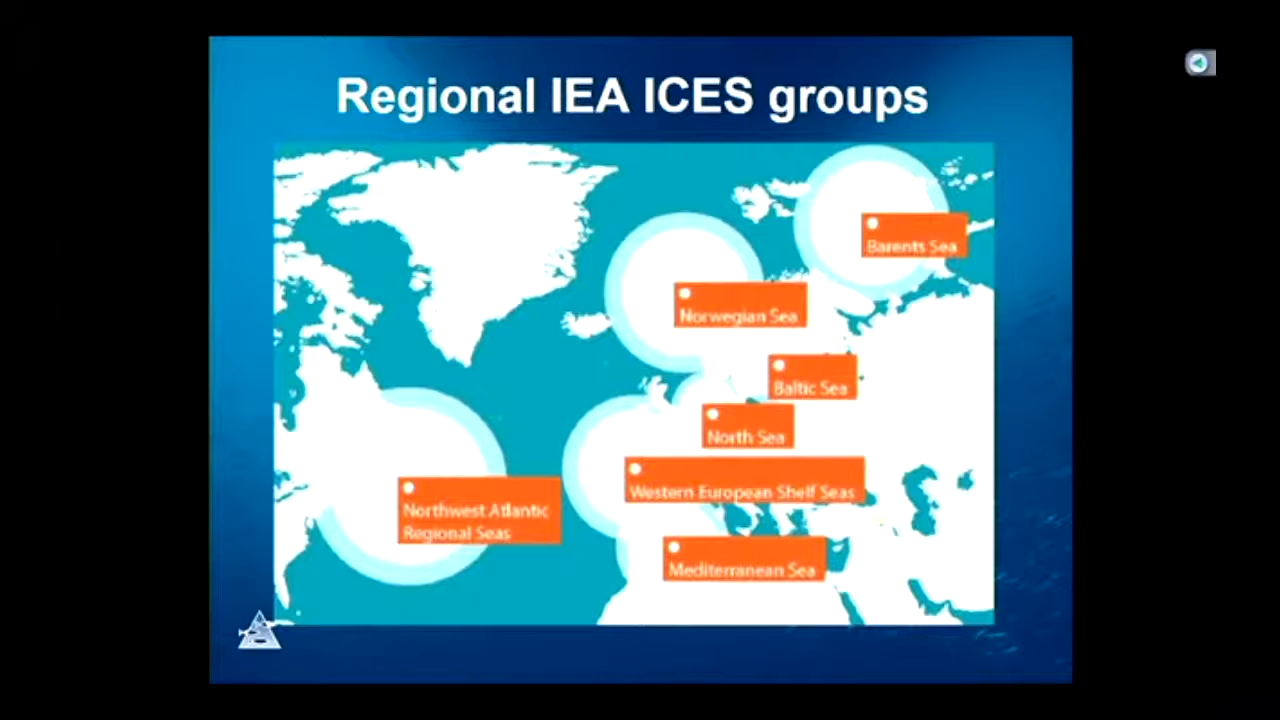 Regional IEA ICES groups
Barents Sea
Norwegian Sea
Baltic Sea
North Sea
Western European Shelf Seas
Northwest Atlantic
Regional Seas
Mediterranean Sea